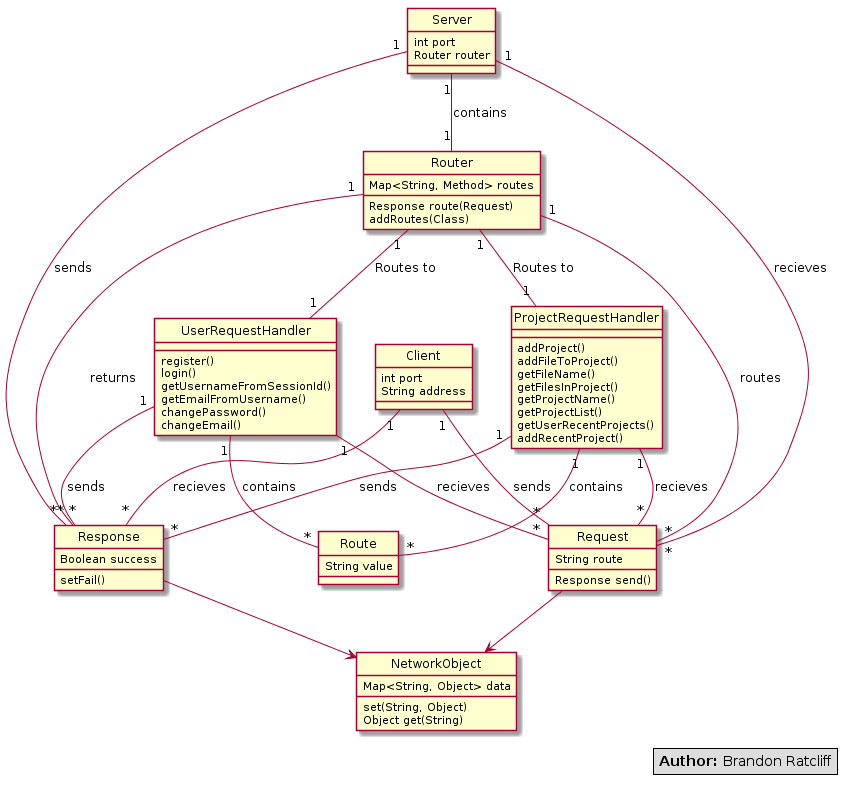 Server
int port
Router router
1
1
1
contains
1
Router
Map<String, Method> routes
Response route(Request)
addRoutes(Class)
1
1
1
1
sends
Routes to
Routes to
recieves
1
1
UserRequestHandler
register()
login()
getUsernameFromSessionId()
getEmailFromUsername()
changePassword()
changeEmail()
Client
int port
String address
ProjectRequestHandler
addProject()
addFileToProject()
getFileName()
getFilesInProject()
getProjectName()
getProjectList()
getUserRecentProjects()
addRecentProject()
returns
routes
1
1
1
1
1
1
1
1
sends
recieves
contains
sends
recieves
sends
contains
recieves
*
*
*
*
*
*
*
*
*
*
*
*
*
Response
Boolean success
setFail()
Route
String value
Request
String route
Response send()
NetworkObject
Map<String, Object> data
set(String, Object)
Object get(String)
Author: Brandon Ratcliff